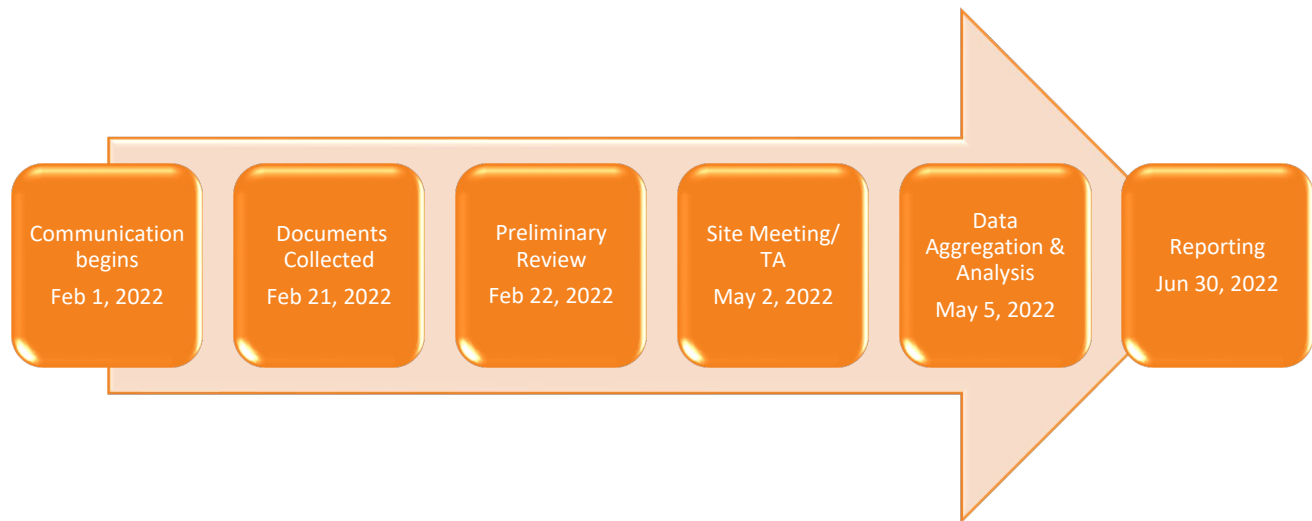 Communication
begins
Feb 1, 2022
Documents
Collected
Feb 21, 2022
Preliminary
Review
Feb 22, 2022
Site Meeting/
TA
May 2, 2022
Data
Aggregation &
Analysis
May 5, 2022
Reporting
Jun 30, 2022